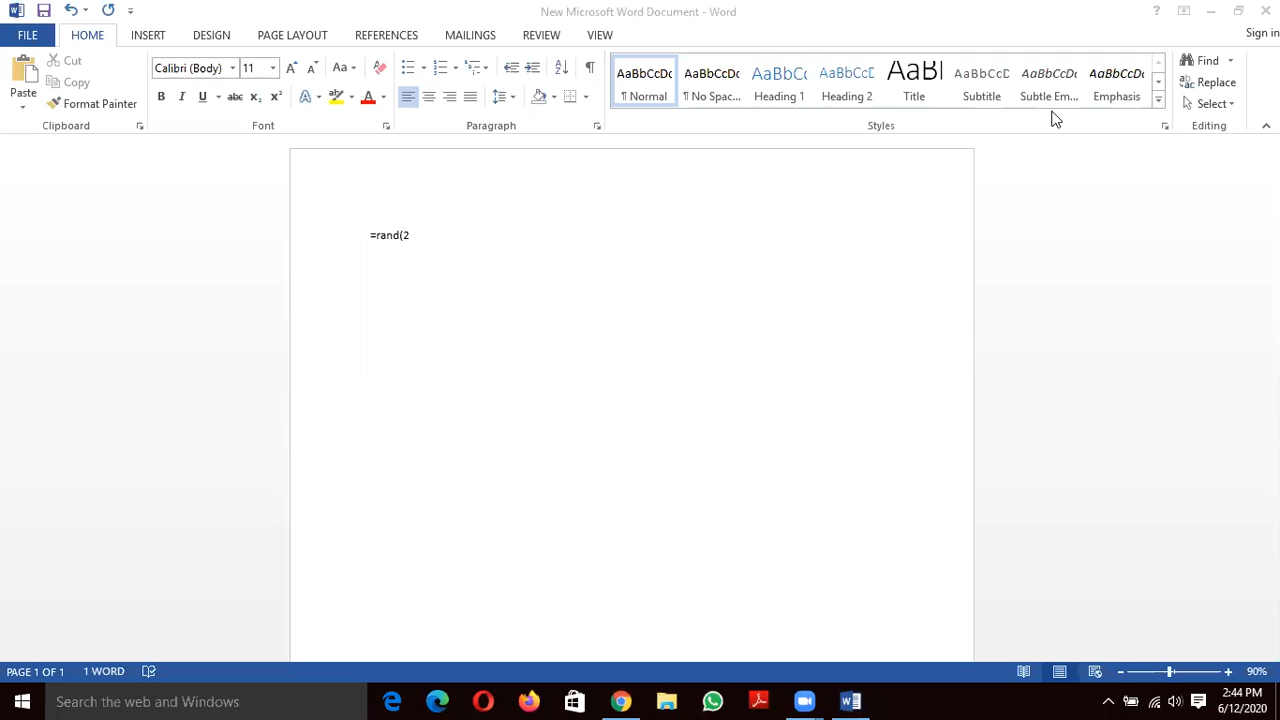 New Microsoft Word Document - Word
FILE HOME INSERT DESIGN PAGE LAYOUT REFERENCES MAILINGS REVIEW VIEW Sign in
Paste
Cut
Copy
Format Painter
Calibri (Body) 11
AaBbCcDc AaBbCcDc AaBbCc AaBbCcD AaBl AaBbCcD AaBbCcDc AaBbCcDc
¶ Normal ¶ No Spac... Heading 1 Heading 2 Title Subtitle Subtle Em... Emphasis
Find
Replace
Select
Clipboard Font Paragraph Styles Editing
=rand(2
PAGE 1 OF 1 1 WORD 90%
Search the web and Windows
2:44 PM
6/12/2020